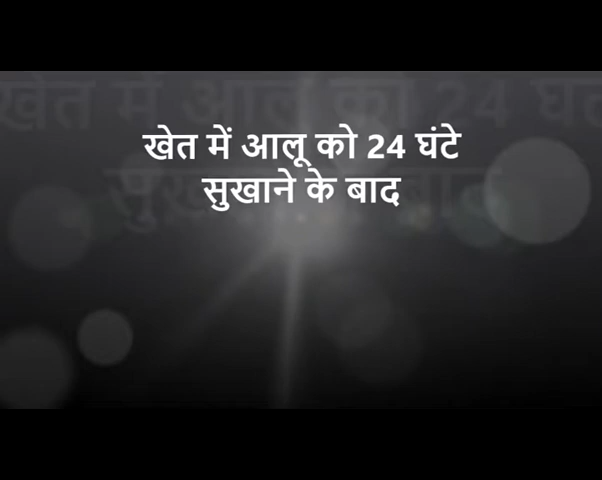 खेत में आलू को 24 घंटे
सुखाने के बाद